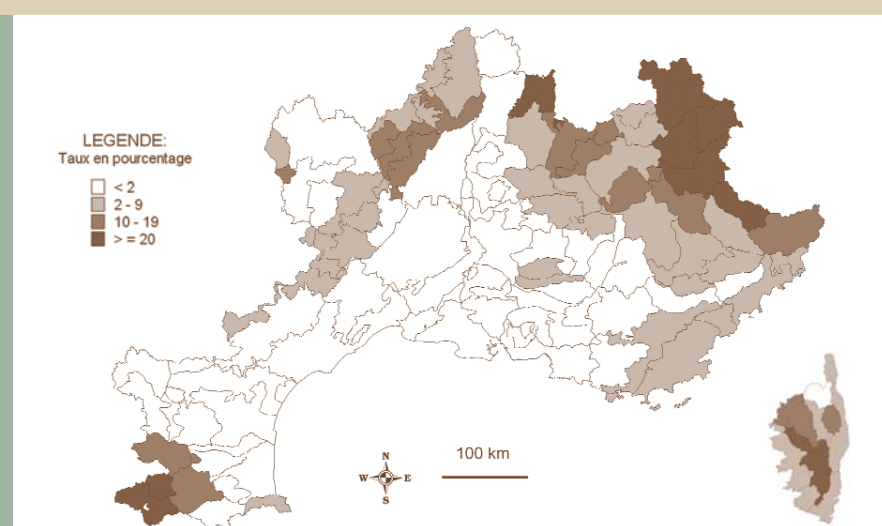 LEGENDE:
Taux en pourcentage
< 2
2 - 9
10 - 19
> = 20
100 km
N
W E
S